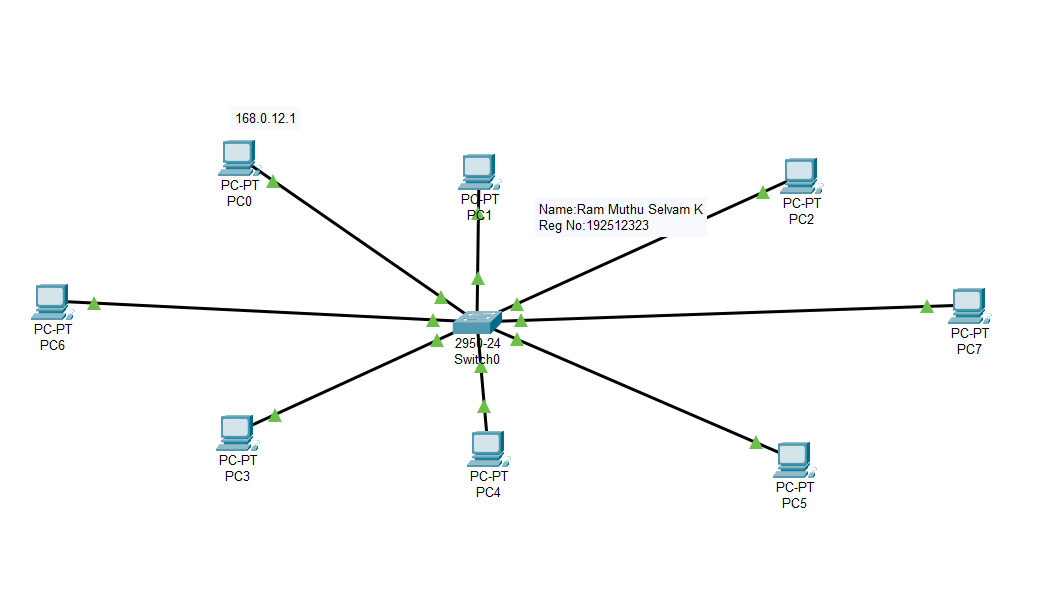 168.0.12.1
PC-PT
PC0
PC-PT
PC1
PC-PT
PC2
Name:Ram Muthu Selvam K
Reg No:192512323
PC-PT
PC6
2950-24
Switch0
PC-PT
PC7
PC-PT
PC3
PC-PT
PC4
PC-PT
PC5